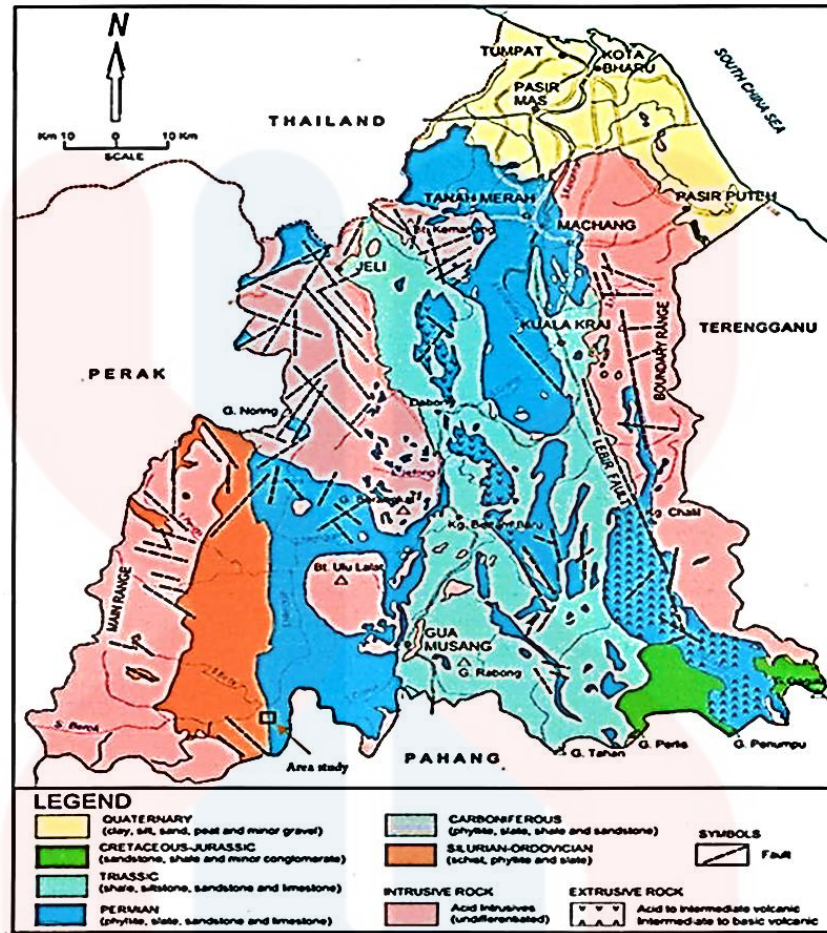 N
Km 10 0 10 Km
SCALE
THAILAND
TUMPAT
KOTA
BHARU
PASIR
MAS
SOUTH CHINA SEA
TANAH MERAH
PASIR PUTEH
MACHANG
JELI
KUALA KRAI
TERENGGANU
BOUNDARY RANGE
PERAK
G. Noring
Dabong
LEBIR FAULT
Bt. Ulu Lalat
MAIN RANGE
GUA
MUSANG
G. Rabong
Area study
PAHANG
G. Tahan
G. Perlis
G. Penumpu
LEGEND
QUATERNARY
(clay, silt, sand, peat and minor gravel)
CRETACEOUS-JURASSIC
(sandstone, shale and minor conglomerate)
TRIASSIC
(shale, siltstone, sandstone and limestone)
PERMIAN
(phyllite, slate, sandstone and limestone)
CARBONIFEROUS
(phyllite, slate, shale and sandstone)
SILURIAN-ORDOVICIAN
(schist, phyllite and slate)
INTRUSIVE ROCK
Acid Intrusives
(undifferentiated)
SYMBOLS
Fault
EXTRUSIVE ROCK
Acid to intermediate volcanic
Intermediate to basic volcanic